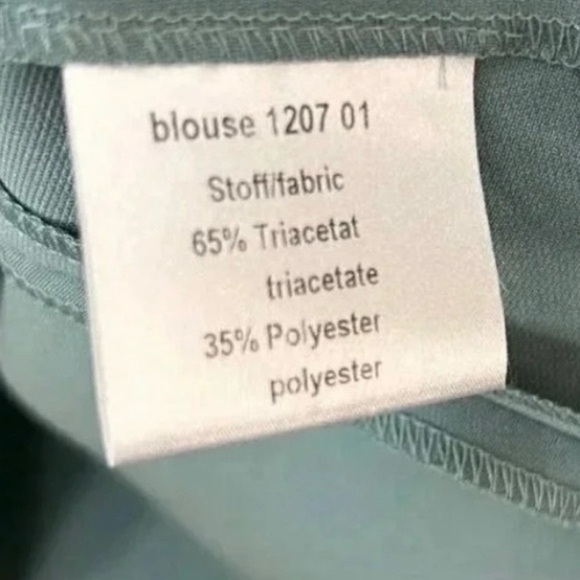 blouse 1207 01
Stoff/fabric
65% Triacetat
triacetate
35% Polyester
polyester